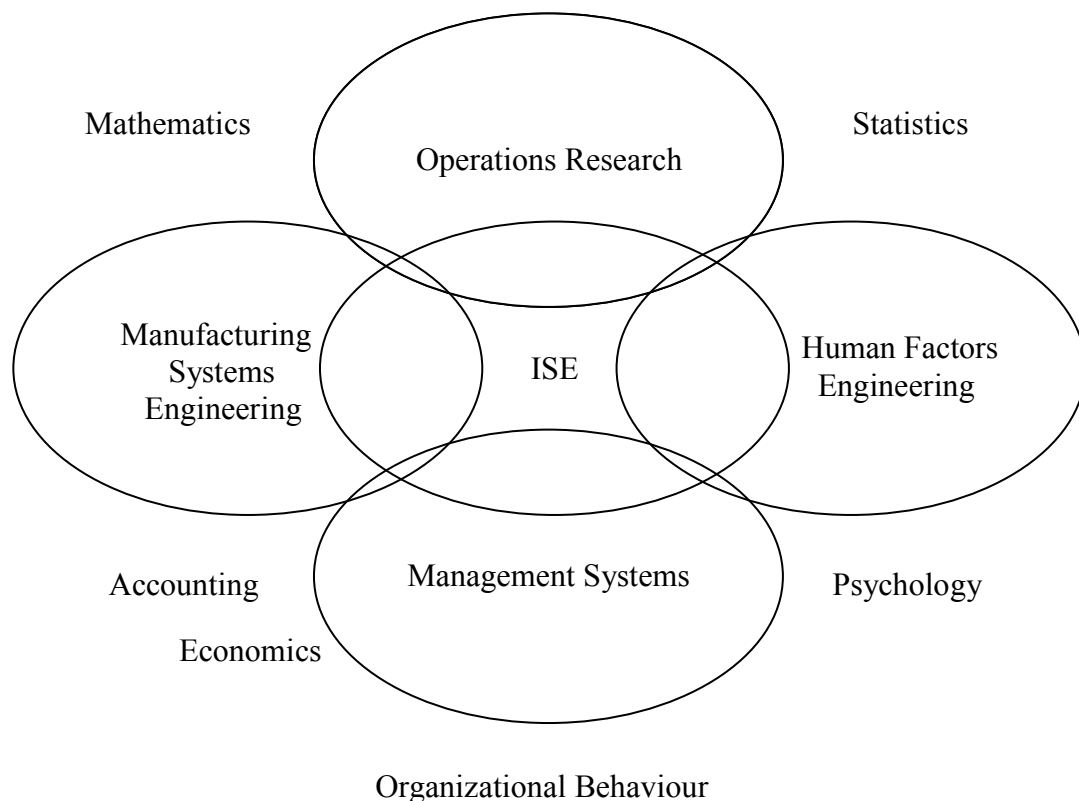 Mathematics
Statistics
Operations Research
Manufacturing
Systems
Engineering
ISE
Human Factors
Engineering
Management Systems
Accounting
Psychology
Economics
Organizational Behaviour